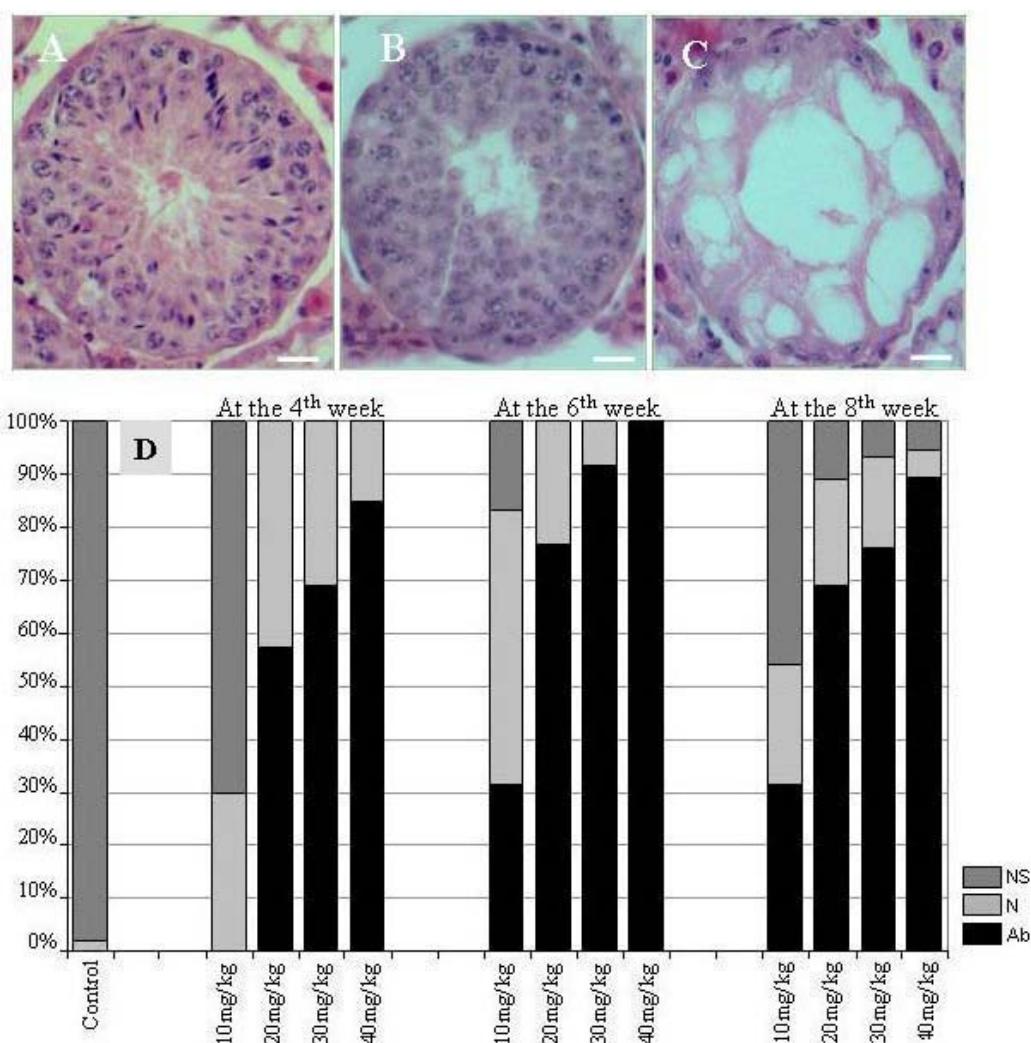 A
B
C
At the 4th week
At the 6th week
At the 8th week
D
100%
90%
80%
70%
60%
50%
40%
30%
20%
10%
0%
NS
N
Ab
Control
10mg/kg
20mg/kg
30mg/kg
40mg/kg
10mg/kg
20mg/kg
30mg/kg
40mg/kg
10mg/kg
20mg/kg
30mg/kg
40mg/kg